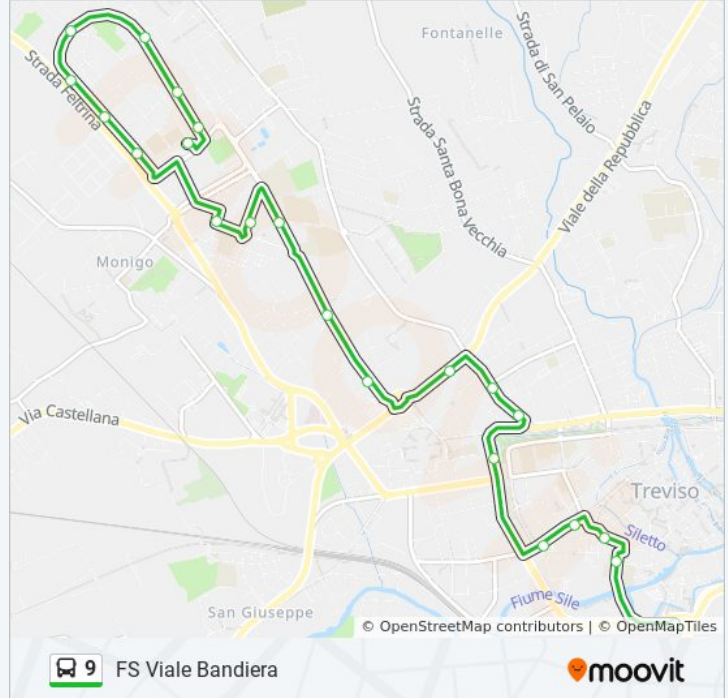 Fontanelle
Strada di San Pelaio
Strada Feltrina
Strada Santa Bona Vecchia
Viale della Repubblica
Monigo
Via Castellana
Treviso
Siletto
Fiume Sile
San Giuseppe
© OpenStreetMap contributors | © OpenMapTiles
9 FS Viale Bandiera
moovit